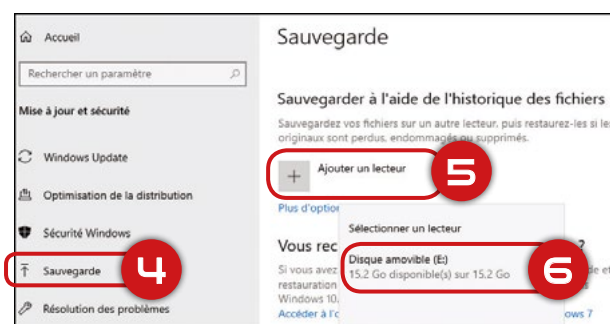 Accueil
Rechercher un paramètre
Mise à jour et sécurité
Windows Update
Optimisation de la distribution
Sécurité Windows
Sauvegarde
4
Résolution des problèmes
Sauvegarde
Sauvegarder à l'aide de l'historique des fichiers
Sauvegardez vos fichiers sur un autre lecteur, puis restaurez-les si les
originaux sont perdus, endommagés ou supprimés.
Ajouter un lecteur
5
Plus d'option
Sélectionner un lecteur
Vous rec ?
Disque amovible (E:)
15.2 Go disponible(s) sur 15.2 Go
6
Si vous avez de et
restauration
Windows 10.
Accéder à l'o ows 7